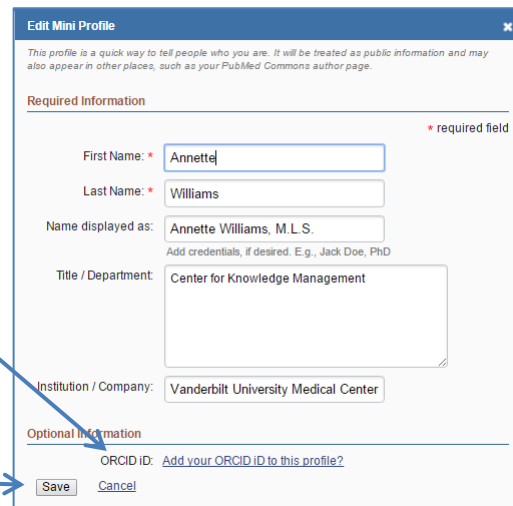 Edit Mini Profile ×
This profile is a quick way to tell people who you are. It will be treated as public information and may
also appear in other places, such as your PubMed Commons author page.
Required Information
* required field
First Name: * Annette
Last Name: * Williams
Name displayed as: Annette Williams, M.L.S.
Add credentials, if desired. E.g., Jack Doe, PhD
Title / Department: Center for Knowledge Management
Institution / Company: Vanderbilt University Medical Center
Optional Information
ORCID iD: Add your ORCID iD to this profile?
Save Cancel